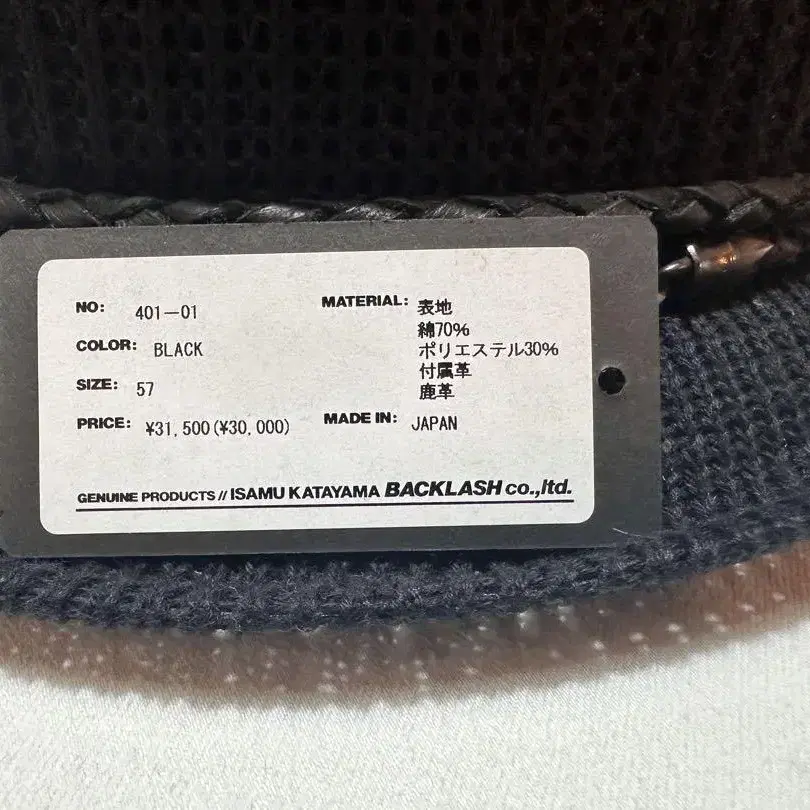 NO: 401-01
COLOR: BLACK
SIZE: 57
PRICE: ¥31,500(¥30,000)
MATERIAL: 表地
綿70%
ポリエステル30%
付属革
鹿革
MADE IN: JAPAN
GENUINE PRODUCTS // ISAMU KATAYAMA BACKLASH co.,ltd.